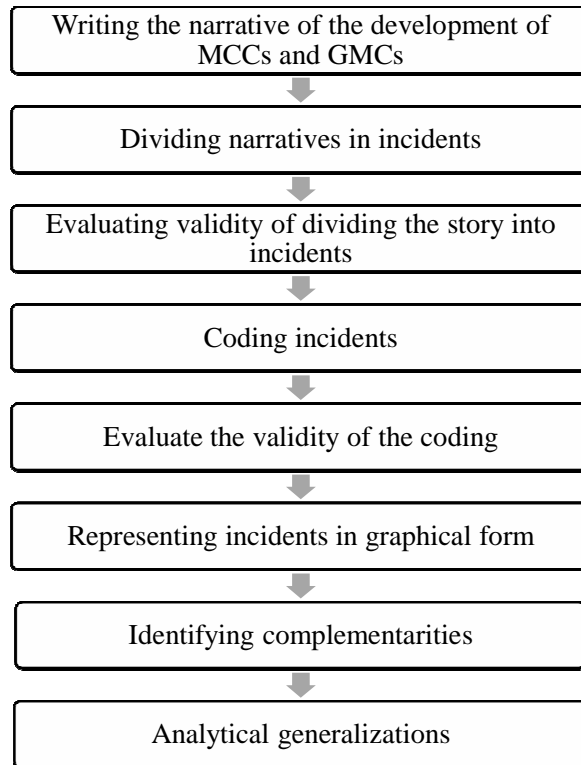 Writing the narrative of the development of
MCCs and GMCs
Dividing narratives in incidents
Evaluating validity of dividing the story into
incidents
Coding incidents
Evaluate the validity of the coding
Representing incidents in graphical form
Identifying complementarities
Analytical generalizations